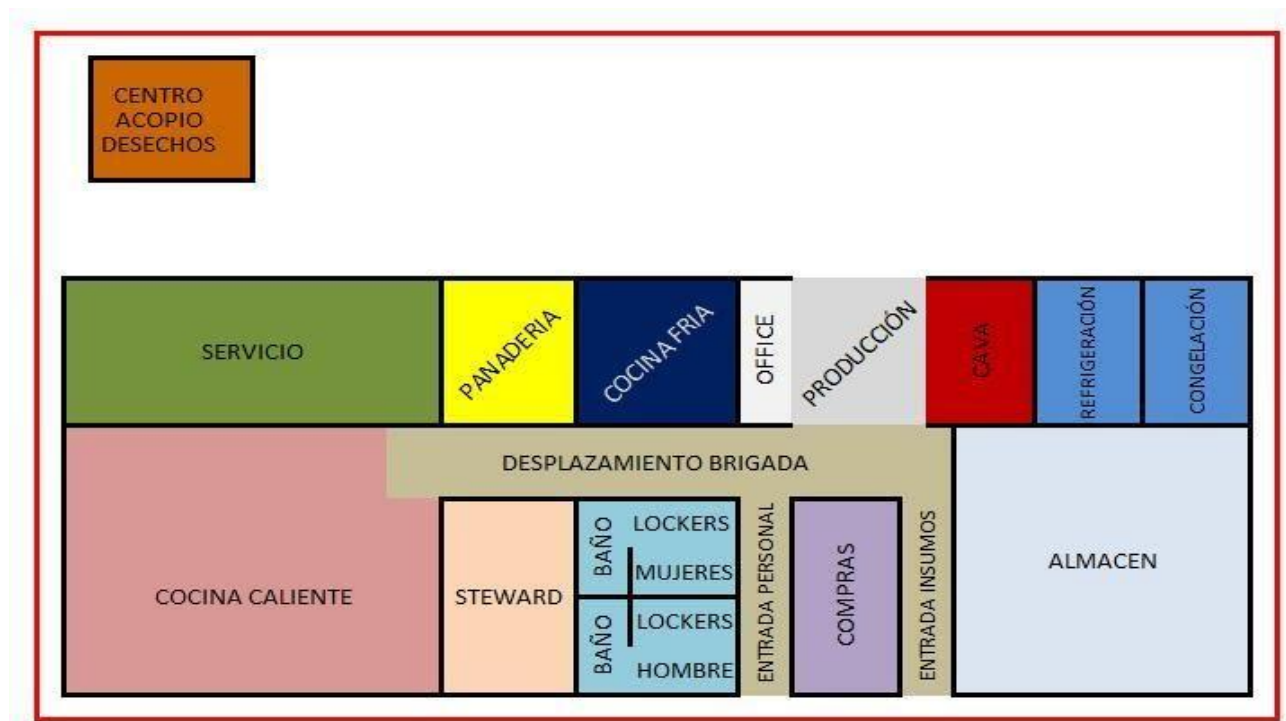 CENTRO
ACOPIO
DESECHOS
SERVICIO
PANADERIA
COCINA FRIA
OFFICE
PRODUCCIÓN
CAVA
REFRIGERACIÓN
CONGELACIÓN
DESPLAZAMIENTO BRIGADA
COCINA CALIENTE
STEWARD
BAÑO
LOCKERS
MUJERES
BAÑO
LOCKERS
HOMBRE
ENTRADA PERSONAL
COMPRAS
ENTRADA INSUMOS
ALMACEN